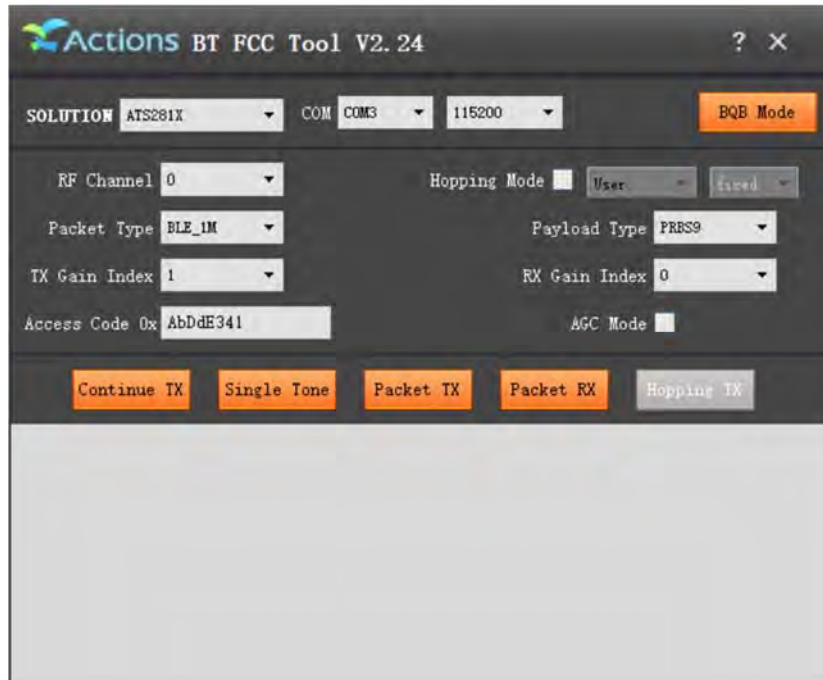 Actions BT FCC Tool V2.24 ?
SOLUTION ATS281X COM COM3 115200 BQB Mode
RF Channel 0 Hopping Mode User fixed
Packet Type BLE_1M Payload Type PRBS9
TX Gain Index 1 RX Gain Index 0
Access Code 0x AbDdE341 AGC Mode
Continue TX Single Tone Packet TX Packet RX Hopping TX